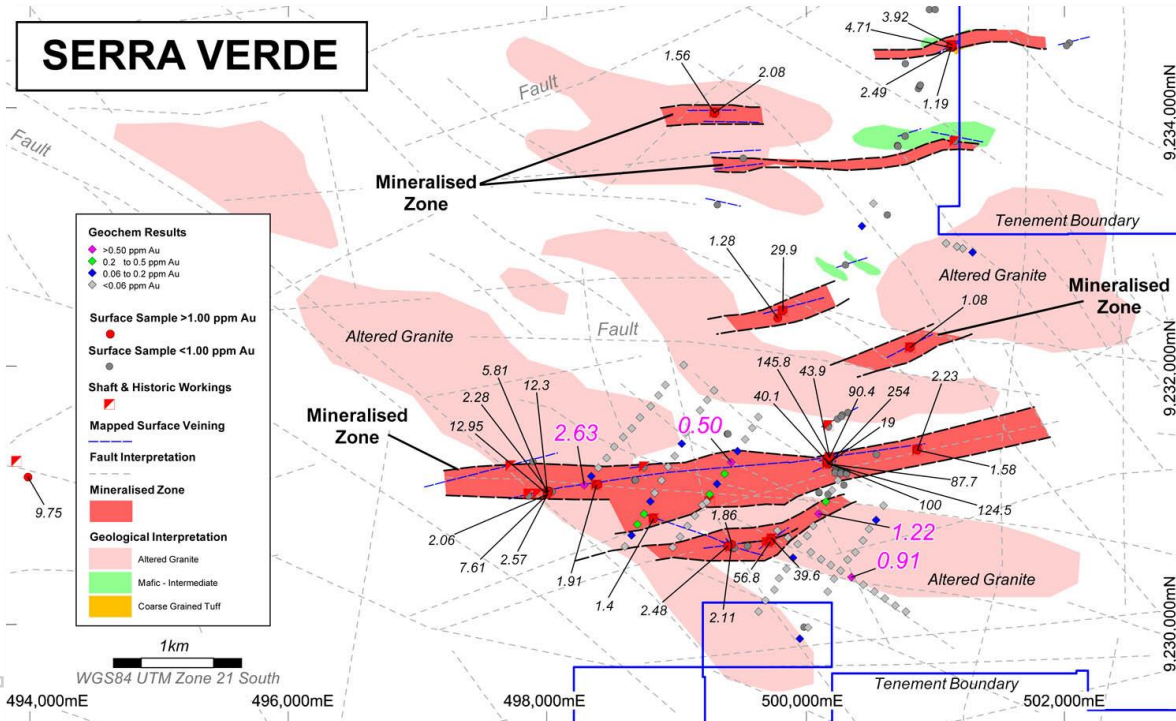 SERRA VERDE
3.92
4.71
2.49
1.19
1.56
2.08
Fault
Fault
9,234,000mN
Mineralised
Zone
Tenement Boundary
Geochem Results
>0.50 ppm Au
0.2 to 0.5 ppm Au
0.06 to 0.2 ppm Au
<0.06 ppm Au
Surface Sample >1.00 ppm Au
Surface Sample <1.00 ppm Au
Shaft & Historic Workings
Mapped Surface Veining
Fault Interpretation
Mineralised Zone
Geological Interpretation
Altered Granite
Mafic - Intermediate
Coarse Grained Tuff
1km
WGS84 UTM Zone 21 South
1.28
29.9
Altered Granite
Mineralised
Zone
1.08
Altered Granite
Fault
9,232,000mN
5.81
12.3
2.28
12.95
Mineralised
Zone
2.63
0.50
145.8
43.9
40.1
90.4
254
19
2.23
1.58
87.7
124.5
100
9.75
2.06
7.61
2.57
1.91
1.4
1.86
2.48
2.11
56.8
39.6
1.22
0.91
Altered Granite
9,230,000mN
Tenement Boundary
494,000mE
496,000mE
498,000mE
500,000mE
502,000mE